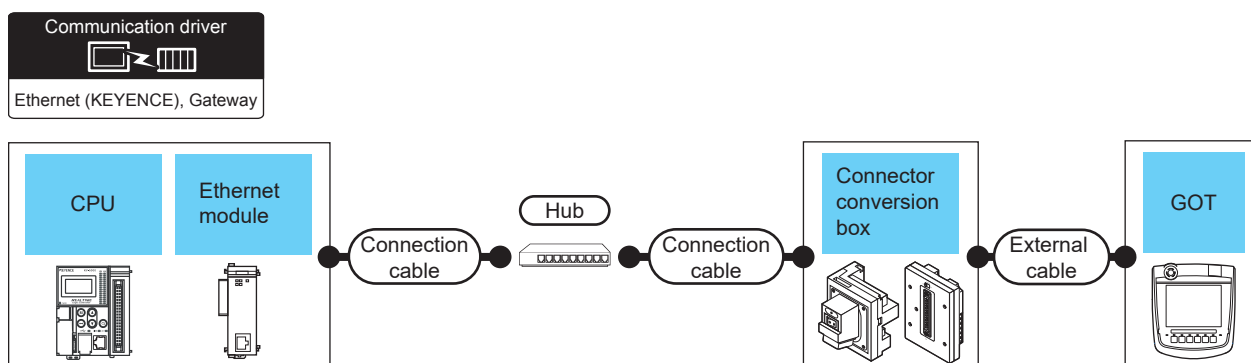 Communication driver
Ethernet (KEYENCE), Gateway
CPU
Ethernet
module
Connection
cable
Hub
Connection
cable
Connector
conversion
box
External
cable
GOT
KEYENCE